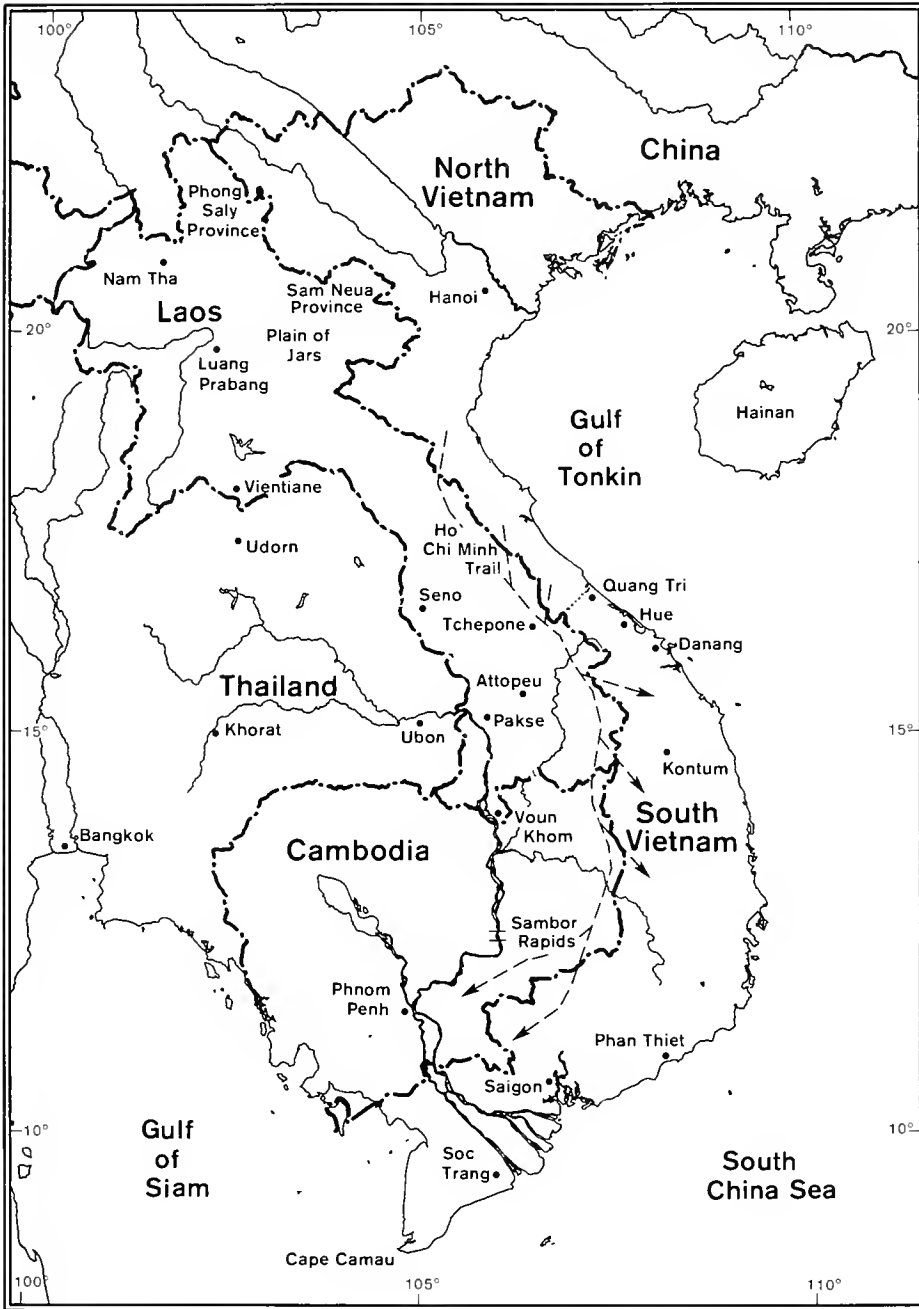 100°
105°
110°
China
North
Vietnam
Phong
Saly
Province
Nam Tha
Sam Neua
Province
Hanoi
Laos
20°
20°
Plain of
Jars
Luang
Prabang
Hainan
Gulf
of
Tonkin
Vientiane
Udorn
Ho
Chi Minh
Trail
Quang Tri
Seno
Hue
Tchepone
Danang
Thailand
Attopeu
Pakse
Khorat
Ubon
15°
15°
Kontum
Voun
Khom
South
Vietnam
Bangkok
Cambodia
Sambor
Rapids
Phnom
Penh
Phan Thiet
Saigon
10°
10°
Gulf
of
Siam
Soc
Trang
South
China Sea
Cape Camau
100°
105°
110°